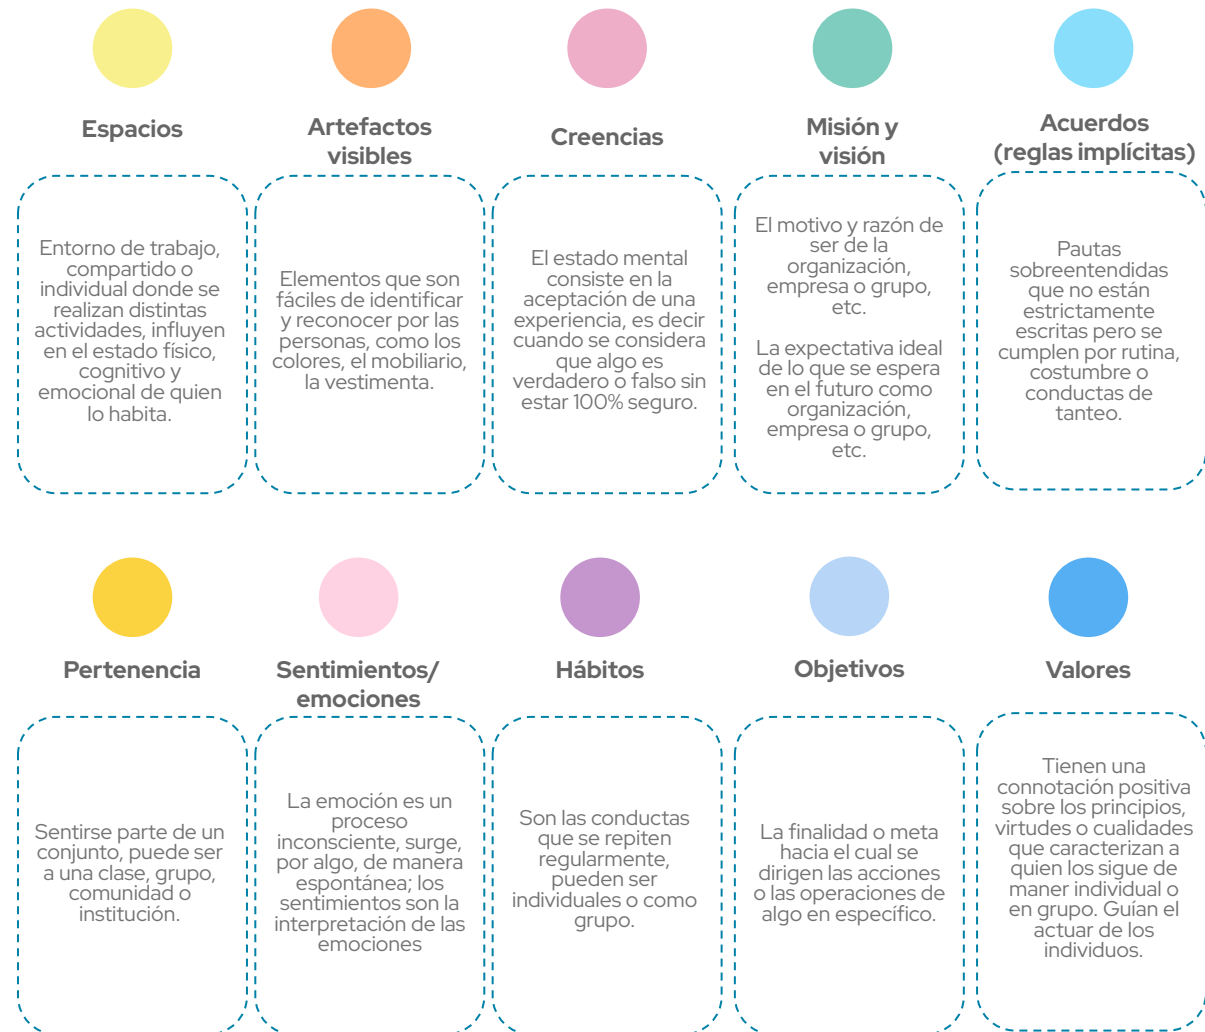 Espacios
Entorno de trabajo,
compartido o
individual donde se
realizan distintas
actividades, influyen
en el estado físico,
cognitivo y
emocional de quien
lo habita.
Artefactos
visibles
Elementos que son
fáciles de identificar
y reconocer por las
personas, como los
colores, el mobiliario,
la vestimenta.
Creencias
El estado mental
consiste en la
aceptación de una
experiencia, es decir
cuando se considera
que algo es
verdadero o falso sin
estar 100% seguro.
Misión y
visión
El motivo y razón de
ser de la
organización,
empresa o grupo,
etc.
La expectativa ideal
de lo que se espera
en el futuro como
organización,
empresa o grupo,
etc.
Acuerdos
(reglas implícitas)
Pautas
sobreentendidas
que no están
estrictamente
escritas pero se
cumplen por rutina,
costumbre o
conductas de
tanteo.
Pertenencia
Sentirse parte de un
conjunto, puede ser
a una clase, grupo,
comunidad o
institución.
Sentimientos/
emociones
La emoción es un
proceso
inconsciente, surge,
por algo, de manera
espontánea; los
sentimientos son la
interpretación de las
emociones
Hábitos
Son las conductas
que se repiten
regularmente,
pueden ser
individuales o como
grupo.
Objetivos
La finalidad o meta
hacia el cual se
dirigen las acciones
o las operaciones de
algo en específico.
Valores
Tienen una
connotación positiva
sobre los principios,
virtudes o cualidades
que caracterizan a
quien los sigue de
maner individual o
en grupo. Guían el
actuar de los
individuos.